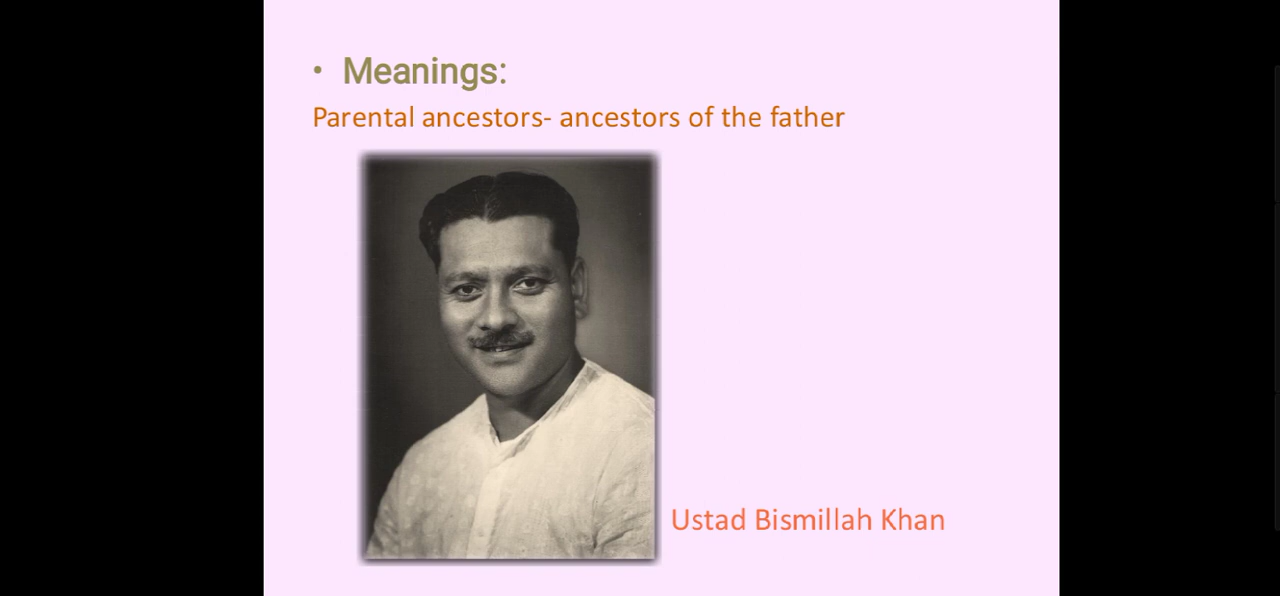 • Meanings:
Parental ancestors- ancestors of the father
Ustad Bismillah Khan